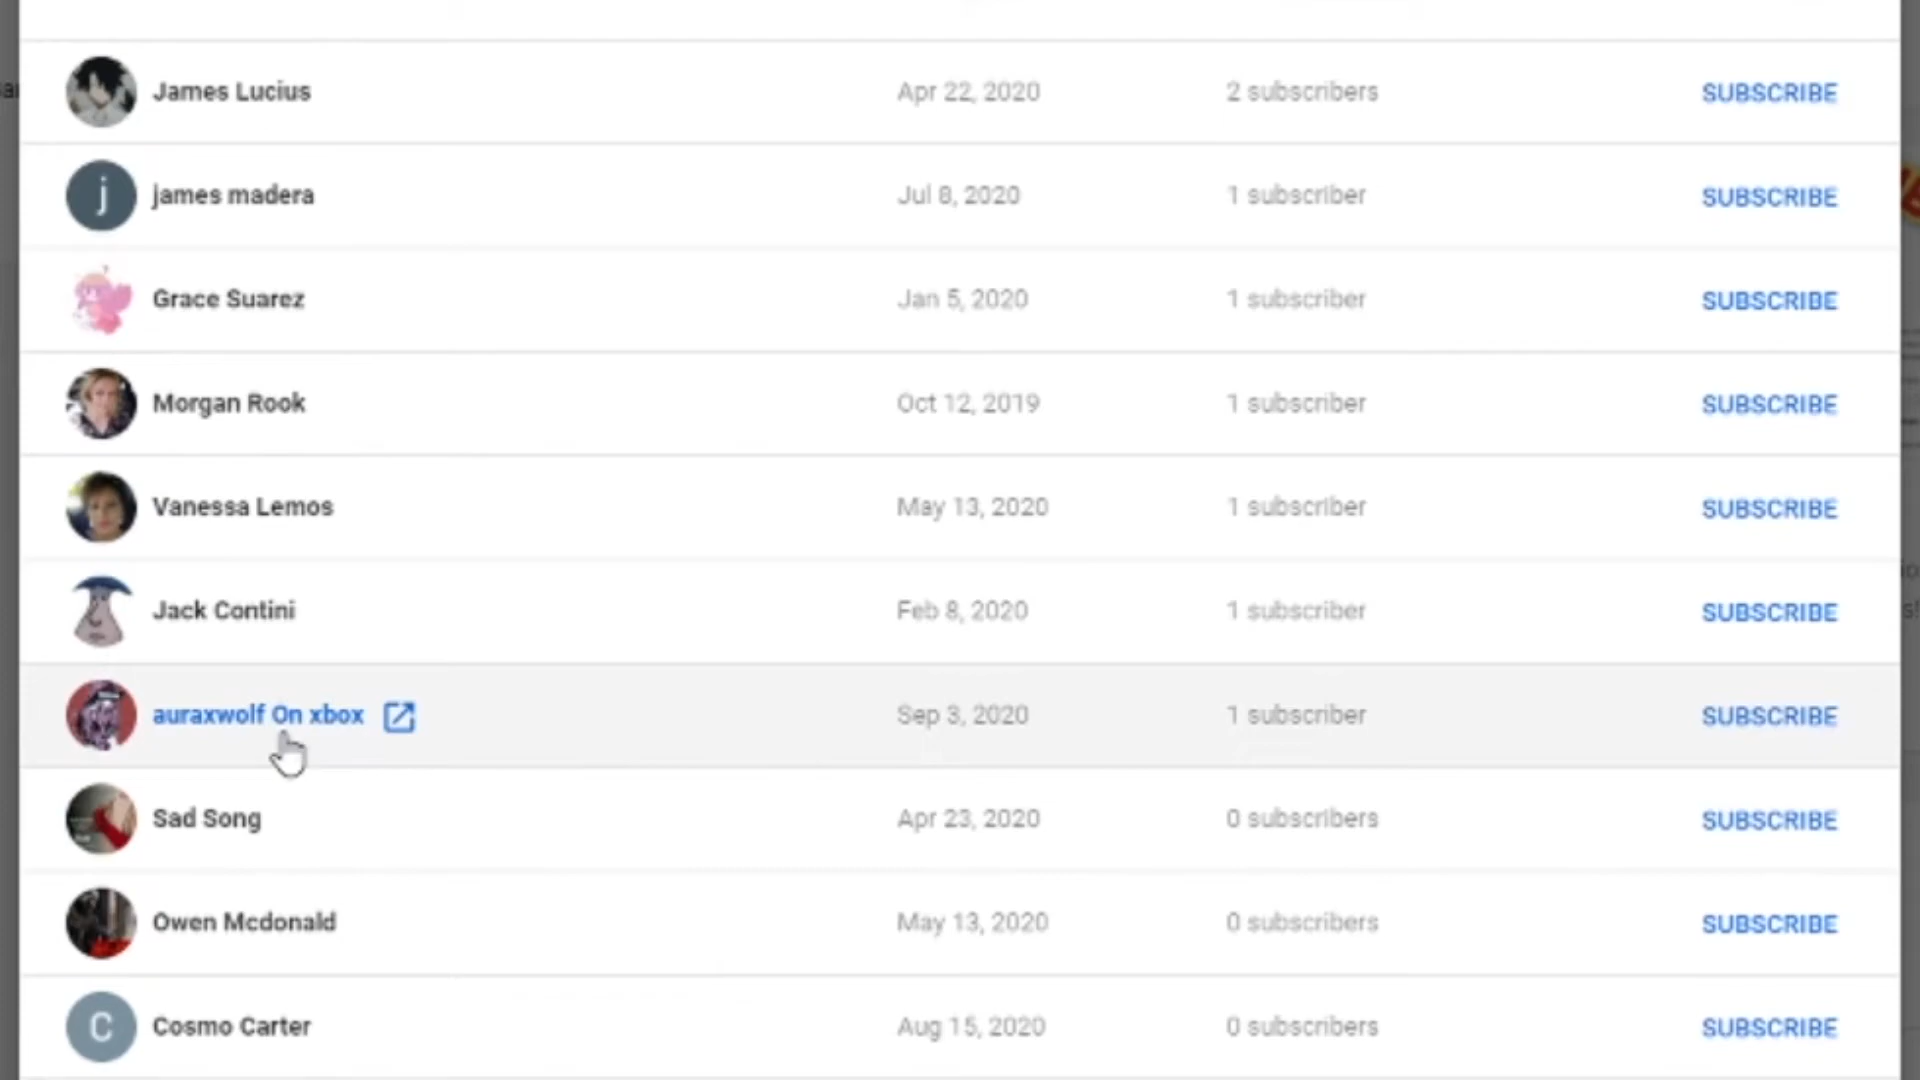 James Lucius Apr 22, 2020 2 subscribers SUBSCRIBE
j james madera Jul 8, 2020 1 subscriber SUBSCRIBE
Grace Suarez Jan 5, 2020 1 subscriber SUBSCRIBE
Morgan Rook Oct 12, 2019 1 subscriber SUBSCRIBE
Vanessa Lemos May 13, 2020 1 subscriber SUBSCRIBE
Jack Contini Feb 8, 2020 1 subscriber SUBSCRIBE
auraxwolf On xbox Sep 3, 2020 1 subscriber SUBSCRIBE
Sad Song Apr 23, 2020 0 subscribers SUBSCRIBE
Owen Mcdonald May 13, 2020 0 subscribers SUBSCRIBE
C Cosmo Carter Aug 15, 2020 0 subscribers SUBSCRIBE